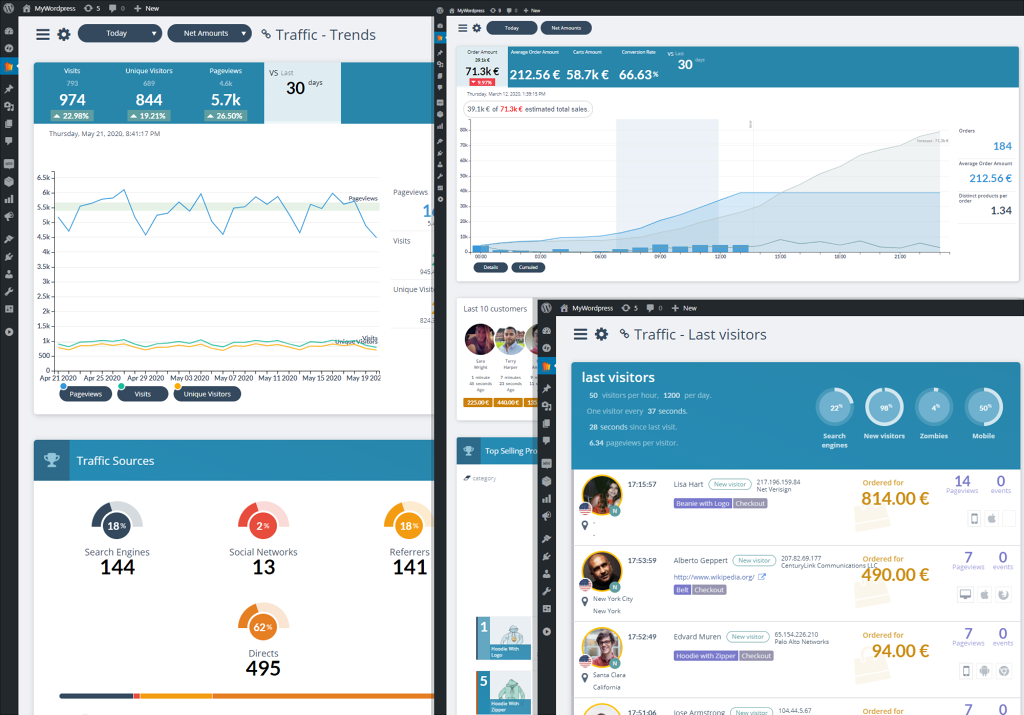 MyWordpress 5 0 New
Today
Net Amounts
Traffic - Trends
Visits
793
974
22.98%
Unique Visitors
689
844
19.21%
Pageviews
4.6k
5.7k
26.50%
VS Last
30 days
Thursday, May 21, 2020, 8:41:17 PM
6.5k
6k
5.5k
5k
4.5k
4k
3.5k
3k
2.5k
2k
1.5k
1k
500
0
Pageviews
Visits
Unique Visitors
Apr 21 2020
Apr 25 2020
Apr 29 2020
May 03 2020
May 07 2020
May 11 2020
May 15 2020
May 19 202
Pageviews
Visits
945.
Unique Visit
824.
Pageviews
Visits
Unique Visitors
Traffic Sources
18%
Search Engines
144
2%
Social Networks
13
18%
Referrers
141
62%
Directs
495
MyWordpress 9 0 New
Today
Net Amounts
Order Amount
39.1k €
71.3k €
9.97%
Average Order Amount
212.56 €
Carts Amount
58.7k €
Conversion Rate
66.63%
VS Last
30 days
Thursday, March 12, 2020, 1:39:15 PM
39.1k € of 71.3k € estimated total sales.
80k
70k
60k
50k
40k
30k
20k
10k
0
00:00
03:00
06:00
09:00
12:00
15:00
18:00
21:00
Details
Cumuled
Orders
184
Average Order Amount
212.56 €
Distinct products per
order
1.34
Last 10 customers
Sara
Wright
1 minute
45 seconds
Ago
225.00 €
Terry
Harper
7 minutes
23 seconds
Ago
440.00 €
135
Top Selling Pro
category
1
Hoodie With
Logo
5
Hoodie With
Zipper
MyWordpress 5 0 New
Traffic - Last visitors
last visitors
50 visitors per hour, 1200 per day.
One visitor every 37 seconds.
28 seconds since last visit.
6.34 pageviews per visitor.
22%
Search
engines
98%
New visitors
4%
Zombies
50%
Mobile
17:15:57
Lisa Hart
New visitor
217.196.159.84
Net Verisign
Beanie with Logo
Checkout
N
Ordered for
814.00 €
14
Pageviews
0
events
17:53:59
Alberto Geppert
New visitor
207.82.69.177
CenturyLink Communications LLC
http://www.wikipedia.org/
Belt
Checkout
N
New York City
New York
Ordered for
490.00 €
7
Pageviews
0
events
17:52:49
Edvard Muren
New visitor
65.154.226.210
Palo Alto Networks
Hoodie with Zipper
Checkout
N
Santa Clara
California
Ordered for
94.00 €
7
Pageviews
0
events
17:51:06
Jose Armstrong
New visitor
104.44.5.67
Ordered for
7
0